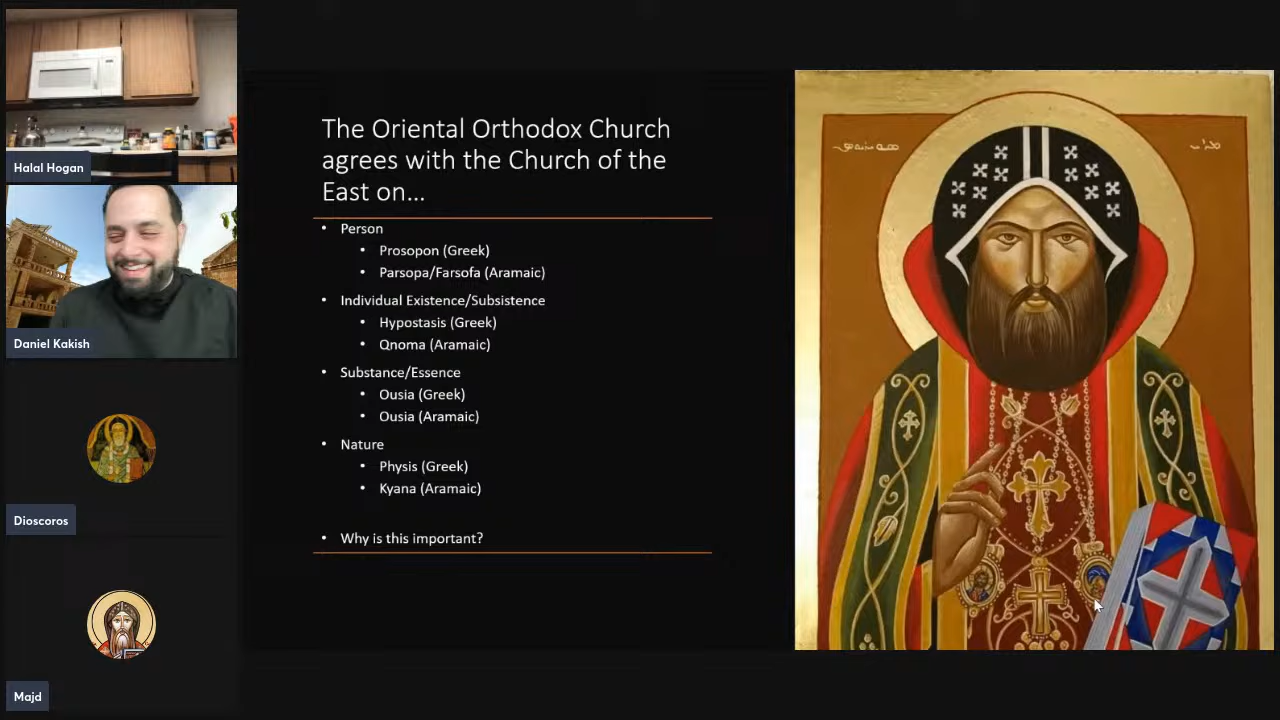 Halal Hogan
Daniel Kakish
Dioscoros
Majd
The Oriental Orthodox Church
agrees with the Church of the
East on...
• Person
• Prosopon (Greek)
• Parsopa/Farsofa (Aramaic)
• Individual Existence/Subsistence
• Hypostasis (Greek)
• Qnoma (Aramaic)
• Substance/Essence
• Ousia (Greek)
• Ousia (Aramaic)
• Nature
• Physis (Greek)
• Kyana (Aramaic)
• Why is this important?